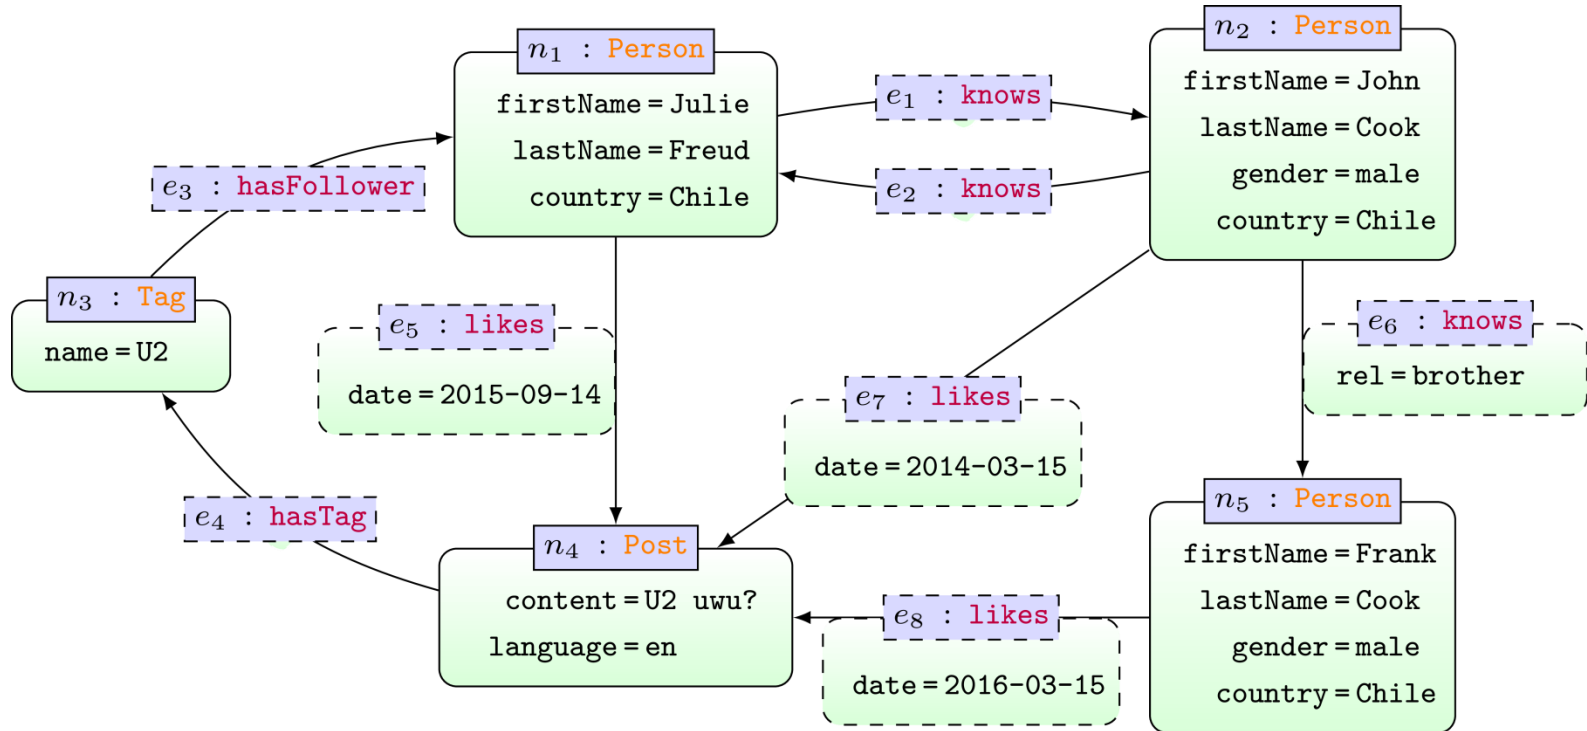 n₁ : Person
firstName = Julie
lastName = Freud
country = Chile
e₁ : knows
e₂ : knows
n₂ : Person
firstName = John
lastName = Cook
gender = male
country = Chile
e₃ : hasFollower
n₃ : Tag
name = U2
e₅ : likes
date = 2015-09-14
e₇ : likes
date = 2014-03-15
e₆ : knows
rel = brother
e₄ : hasTag
n₄ : Post
content = U2 uwu?
language = en
e₈ : likes
date = 2016-03-15
n₅ : Person
firstName = Frank
lastName = Cook
gender = male
country = Chile